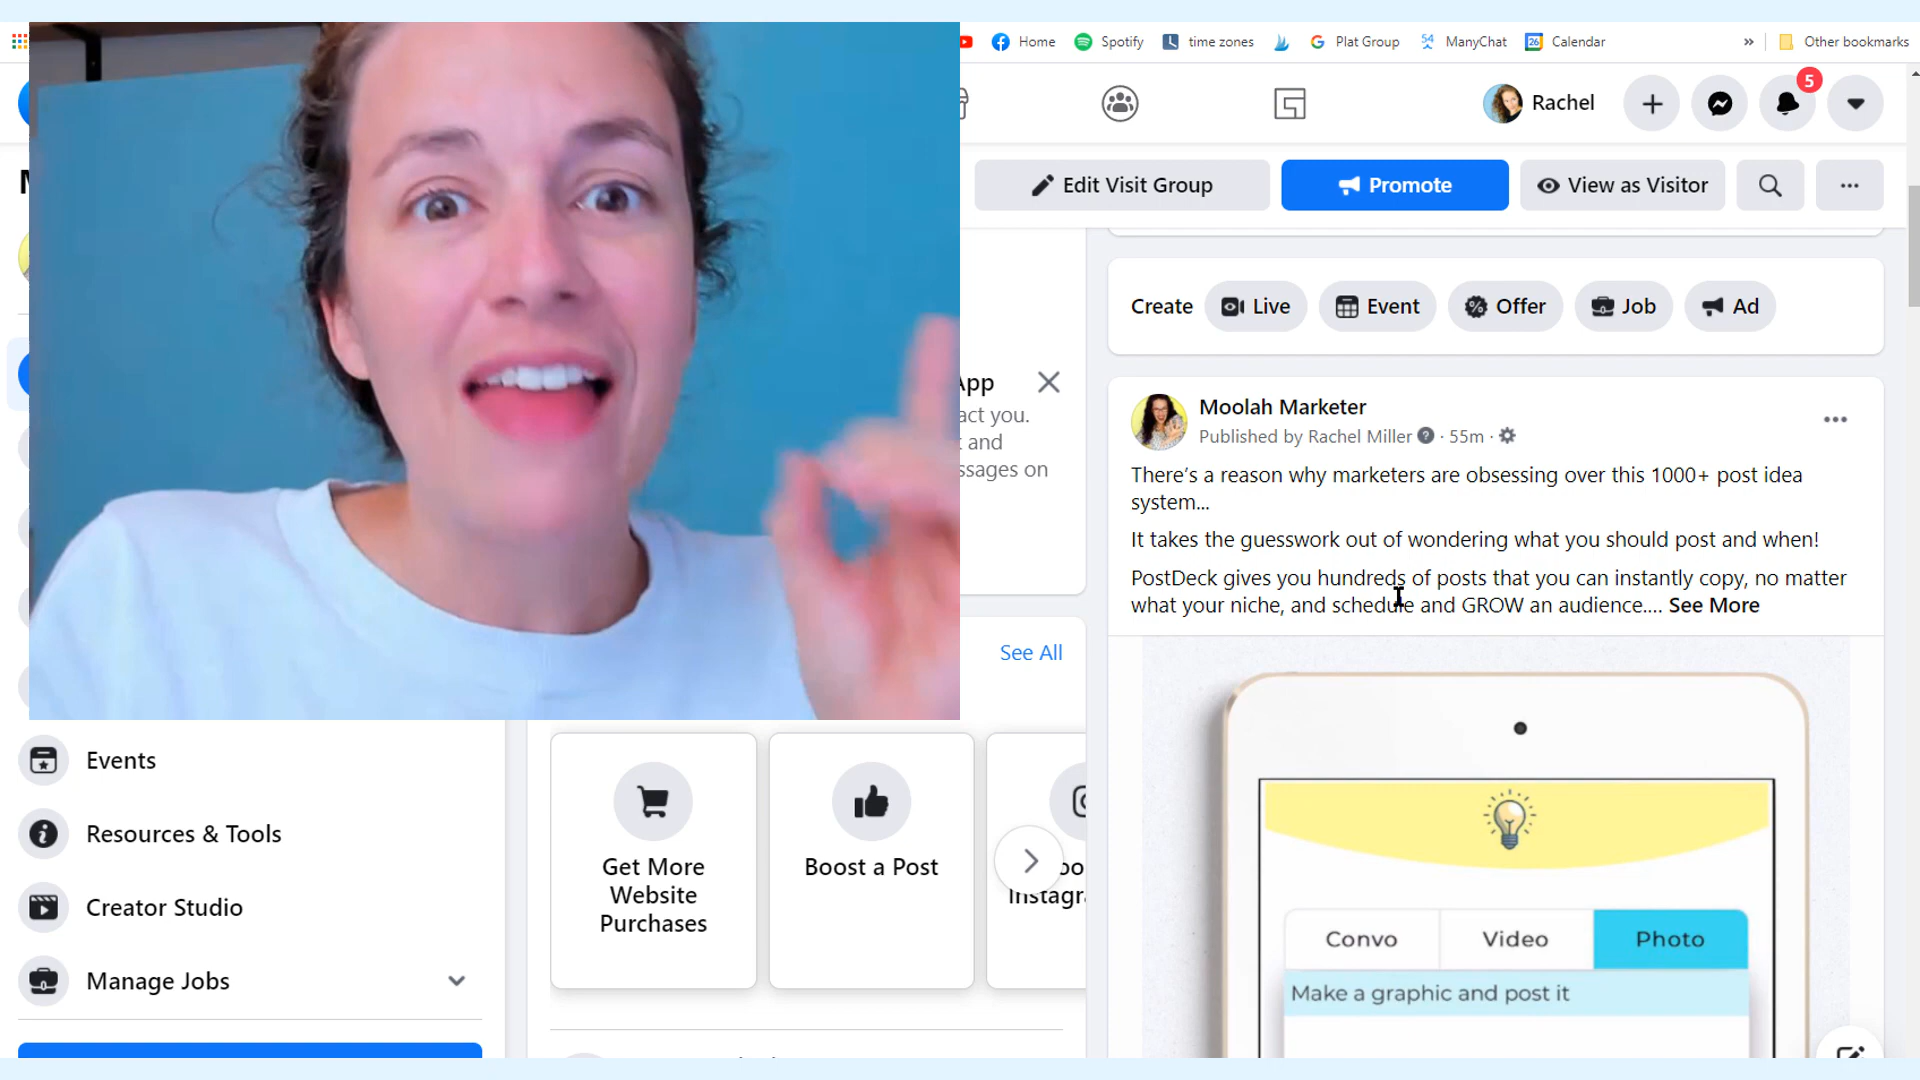 Home
Spotify
time zones
Plat Group
ManyChat
26
Calendar
»
Other bookmarks
Rachel
5
Edit Visit Group
Promote
View as Visitor
Create
Live
Event
Offer
Job
Ad
App
act you.
and
ssages on
Moolah Marketer
Published by Rachel Miller
· 55m ·
There's a reason why marketers are obsessing over this 1000+ post idea
system...
It takes the guesswork out of wondering what you should post and when!
PostDeck gives you hundreds of posts that you can instantly copy, no matter
what your niche, and schedule and GROW an audience.... See More
See All
Events
Resources & Tools
Creator Studio
Manage Jobs
Get More
Website
Purchases
Boost a Post
Instagr
Convo
Video
Photo
Make a graphic and post it